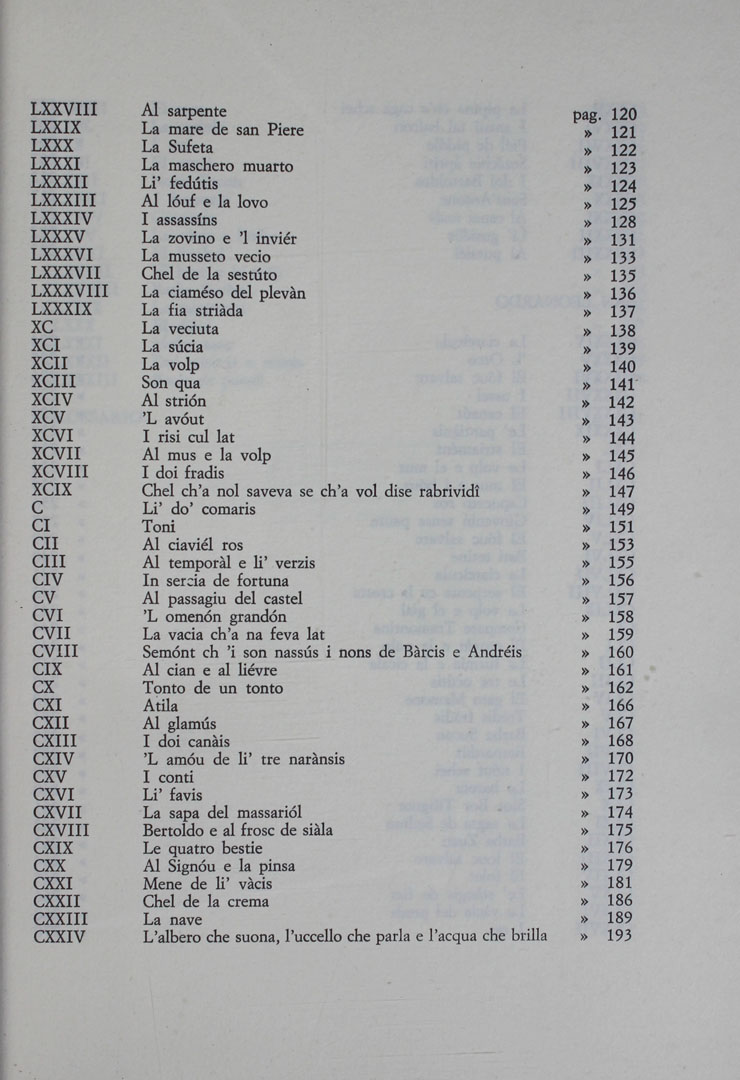 LXXVIII Al sarpente pag. 120
LXXIX La mare de san Piere » 121
LXXX La Sufeta » 122
LXXXI La maschero muarto » 123
LXXXII Li’ fedútis » 124
LXXXIII Al lóuf e la lovo » 125
LXXXIV I assassíns » 128
LXXXV La zovino e ’l inviér » 131
LXXXVI La musseto vecio » 133
LXXXVII Chel de la sestúto » 135
LXXXVIII La ciaméso del plevàn » 136
LXXXIX La fia striàda » 137
XC La veciuta » 138
XCI La súcia » 139
XCII La volp » 140
XCIII Son qua » 141
XCIV Al strión » 142
XCV ’L avóut » 143
XCVI I risi cul lat » 144
XCVII Al mus e la volp » 145
XCVIII I doi fradis » 146
XCIX Chel ch’a nol saveva se ch’a vol dise rabrividî » 147
C Li’ do’ comaris » 149
CI Toni » 151
CII Al ciaviél ros » 153
CIII Al temporàl e li’ verzis » 155
CIV In sercia de fortuna » 156
CV Al passagiu del castel » 157
CVI ’L omenón grandón » 158
CVII La vacia ch’a na feva lat » 159
CVIII Semónt ch ’i son nassús i nons de Bàrcis e Andréis » 160
CIX Al cian e al liévre » 161
CX Tonto de un tonto » 162
CXI Atila » 166
CXII Al glamús » 167
CXIII I doi canàis » 168
CXIV ’L amóu de li’ tre narànsis » 170
CXV I conti » 172
CXVI Li’ favis » 173
CXVII La sapa del massariól » 174
CXVIII Bertoldo e al frosc de siàla » 175
CXIX Le quatro bestie » 176
CXX Al Signóu e la pinsa » 179
CXXI Mene de li’ vàcis » 181
CXXII Chel de la crema » 186
CXXIII La nave » 189
CXXIV L’albero che suona, l’uccello che parla e l’acqua che brilla » 193